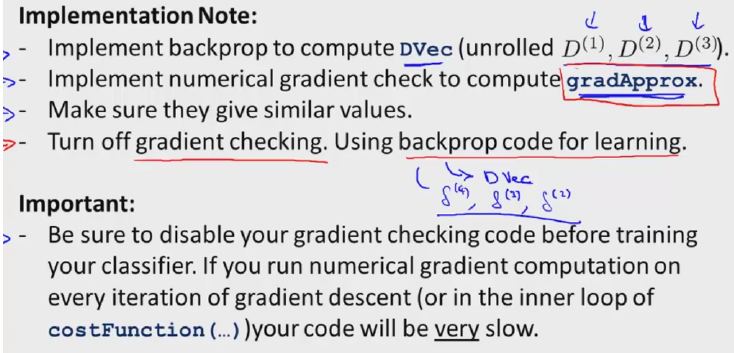 Implementation Note:
- Implement backprop to compute DVec (unrolled D(1), D(2), D(3)).
- Implement numerical gradient check to compute gradApprox.
- Make sure they give similar values.
- Turn off gradient checking. Using backprop code for learning.
DVec
δ(4), δ(3), δ(2)
Important:
- Be sure to disable your gradient checking code before training
your classifier. If you run numerical gradient computation on
every iteration of gradient descent (or in the inner loop of
costFunction(…))your code will be very slow.